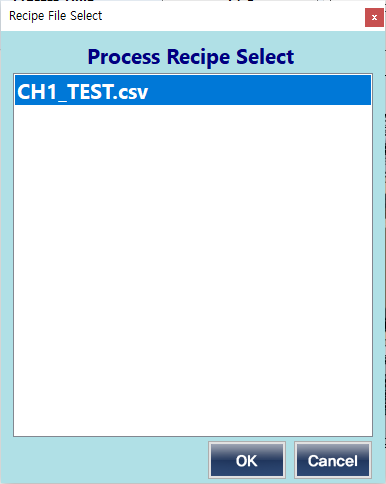 Recipe File Select
Process Recipe Select
CH1_TEST.csv
OK
Cancel